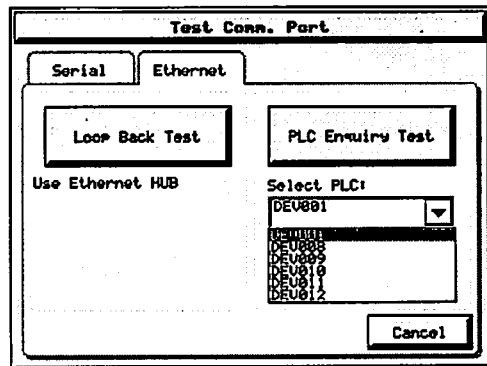 Test Comm. Port
Serial
Ethernet
Loop Back Test
PLC Enquiry Test
Use Ethernet HUB
Select PLC:
DEV001
DEV008
DEV009
DEV010
DEV011
DEV012
Cancel